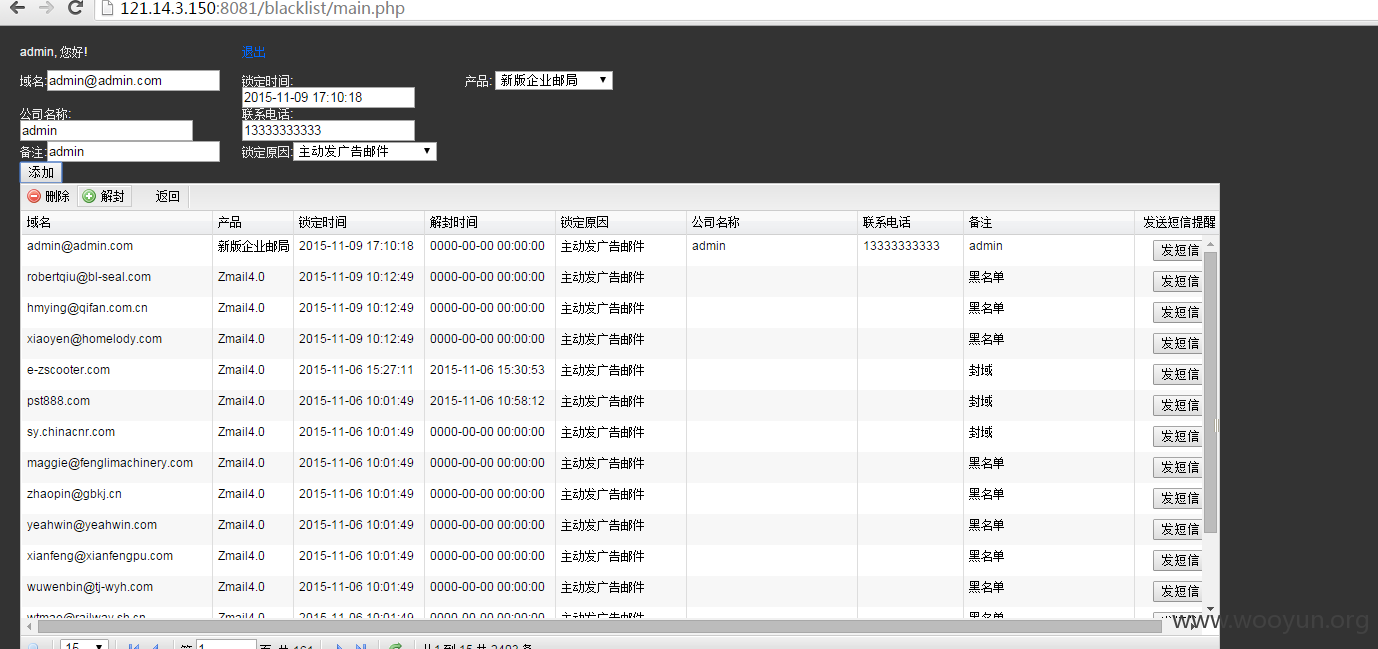 121.14.3.150:8081/blacklist/main.php
admin, 您好! 退出
域名: admin@admin.com 锁定时间: 产品: 新版企业邮局
2015-11-09 17:10:18
公司名称: 联系电话:
admin 13333333333
备注: admin 锁定原因: 主动发广告邮件
添加
删除 解封 返回
域名 产品 锁定时间 解封时间 锁定原因 公司名称 联系电话 备注 发送短信提醒
admin@admin.com 新版企业邮局 2015-11-09 17:10:18 0000-00-00 00:00:00 主动发广告邮件 admin 13333333333 admin 发短信
robertqiu@bl-seal.com Zmail4.0 2015-11-09 10:12:49 0000-00-00 00:00:00 主动发广告邮件 黑名单 发短信
hmying@qifan.com.cn Zmail4.0 2015-11-09 10:12:49 0000-00-00 00:00:00 主动发广告邮件 黑名单 发短信
xiaoyen@homelody.com Zmail4.0 2015-11-09 10:12:49 0000-00-00 00:00:00 主动发广告邮件 黑名单 发短信
e-zscooter.com Zmail4.0 2015-11-06 15:27:11 2015-11-06 15:30:53 主动发广告邮件 封域 发短信
pst888.com Zmail4.0 2015-11-06 10:01:49 2015-11-06 10:58:12 主动发广告邮件 封域 发短信
sy.chinacnr.com Zmail4.0 2015-11-06 10:01:49 0000-00-00 00:00:00 主动发广告邮件 封域 发短信
maggie@fenglimachinery.com Zmail4.0 2015-11-06 10:01:49 0000-00-00 00:00:00 主动发广告邮件 黑名单 发短信
zhaopin@gbkj.cn Zmail4.0 2015-11-06 10:01:49 0000-00-00 00:00:00 主动发广告邮件 黑名单 发短信
yeahwin@yeahwin.com Zmail4.0 2015-11-06 10:01:49 0000-00-00 00:00:00 主动发广告邮件 黑名单 发短信
xianfeng@xianfengpu.com Zmail4.0 2015-11-06 10:01:49 0000-00-00 00:00:00 主动发广告邮件 黑名单 发短信
wuwenbin@tj-wyh.com Zmail4.0 2015-11-06 10:01:49 0000-00-00 00:00:00 主动发广告邮件 黑名单 发短信
wtmao@railway.sh.cn Zmail4.0 2015-11-06 10:01:49 0000-00-00 00:00:00 主动发广告邮件 黑名单
www.wooyun.org
15 第 1 页 共 161 从 1 到 15 共 2403 条